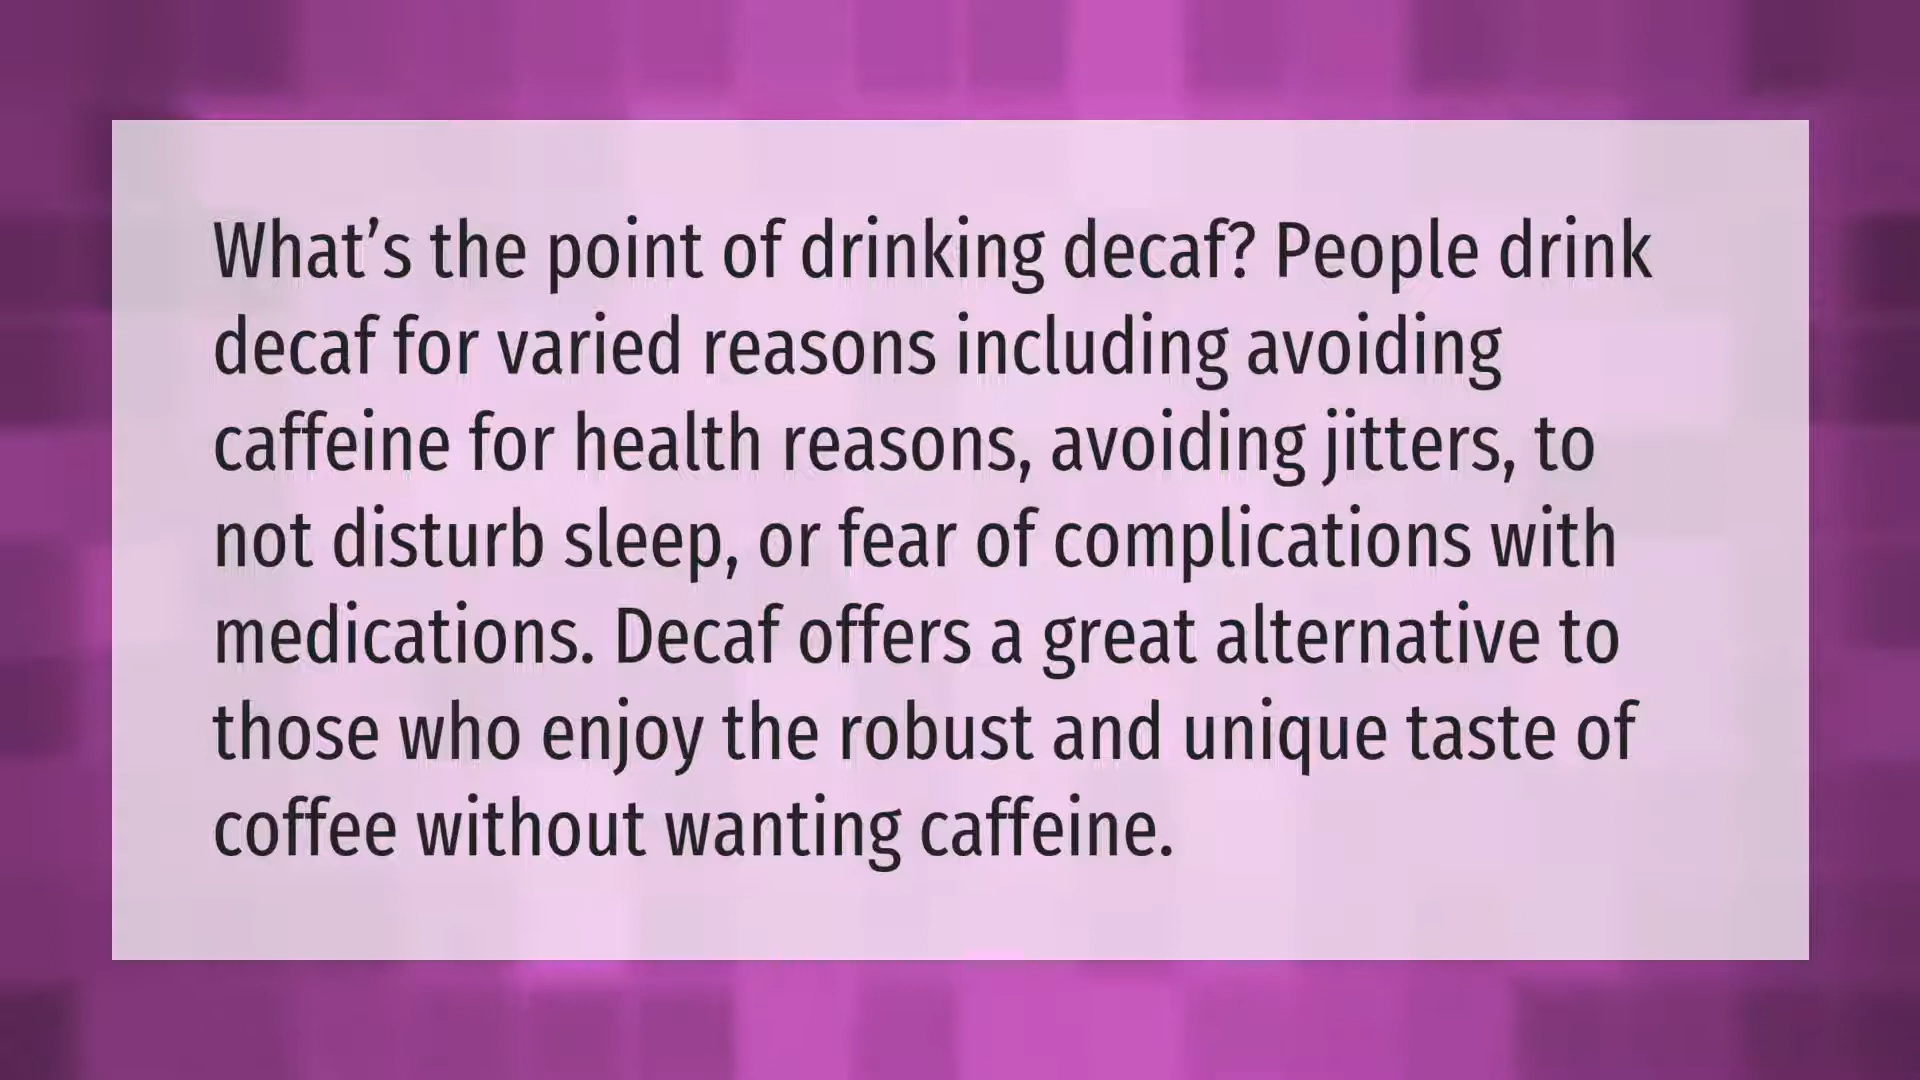 What’s the point of drinking decaf? People drink
decaf for varied reasons including avoiding
caffeine for health reasons, avoiding jitters, to
not disturb sleep, or fear of complications with
medications. Decaf offers a great alternative to
those who enjoy the robust and unique taste of
coffee without wanting caffeine.